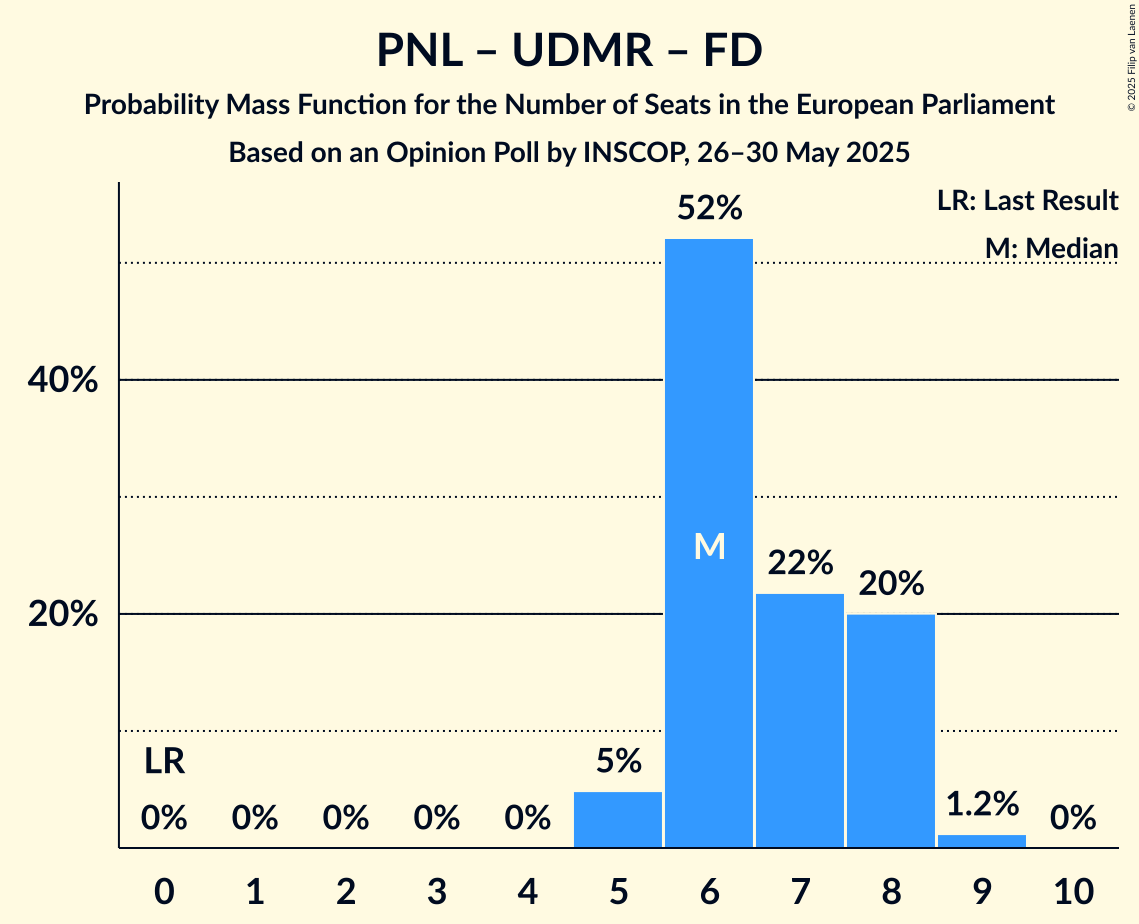 PNL – UDMR – FD
Probability Mass Function for the Number of Seats in the European Parliament
Based on an Opinion Poll by INSCOP, 26–30 May 2025
© 2025 Filip van Laenen
LR: Last Result
M: Median
52%
40%
M
22%
20%
20%
LR
5%
0%
0%
0%
0%
0%
1.2%
0%
0 1 2 3 4 5 6 7 8 9 10